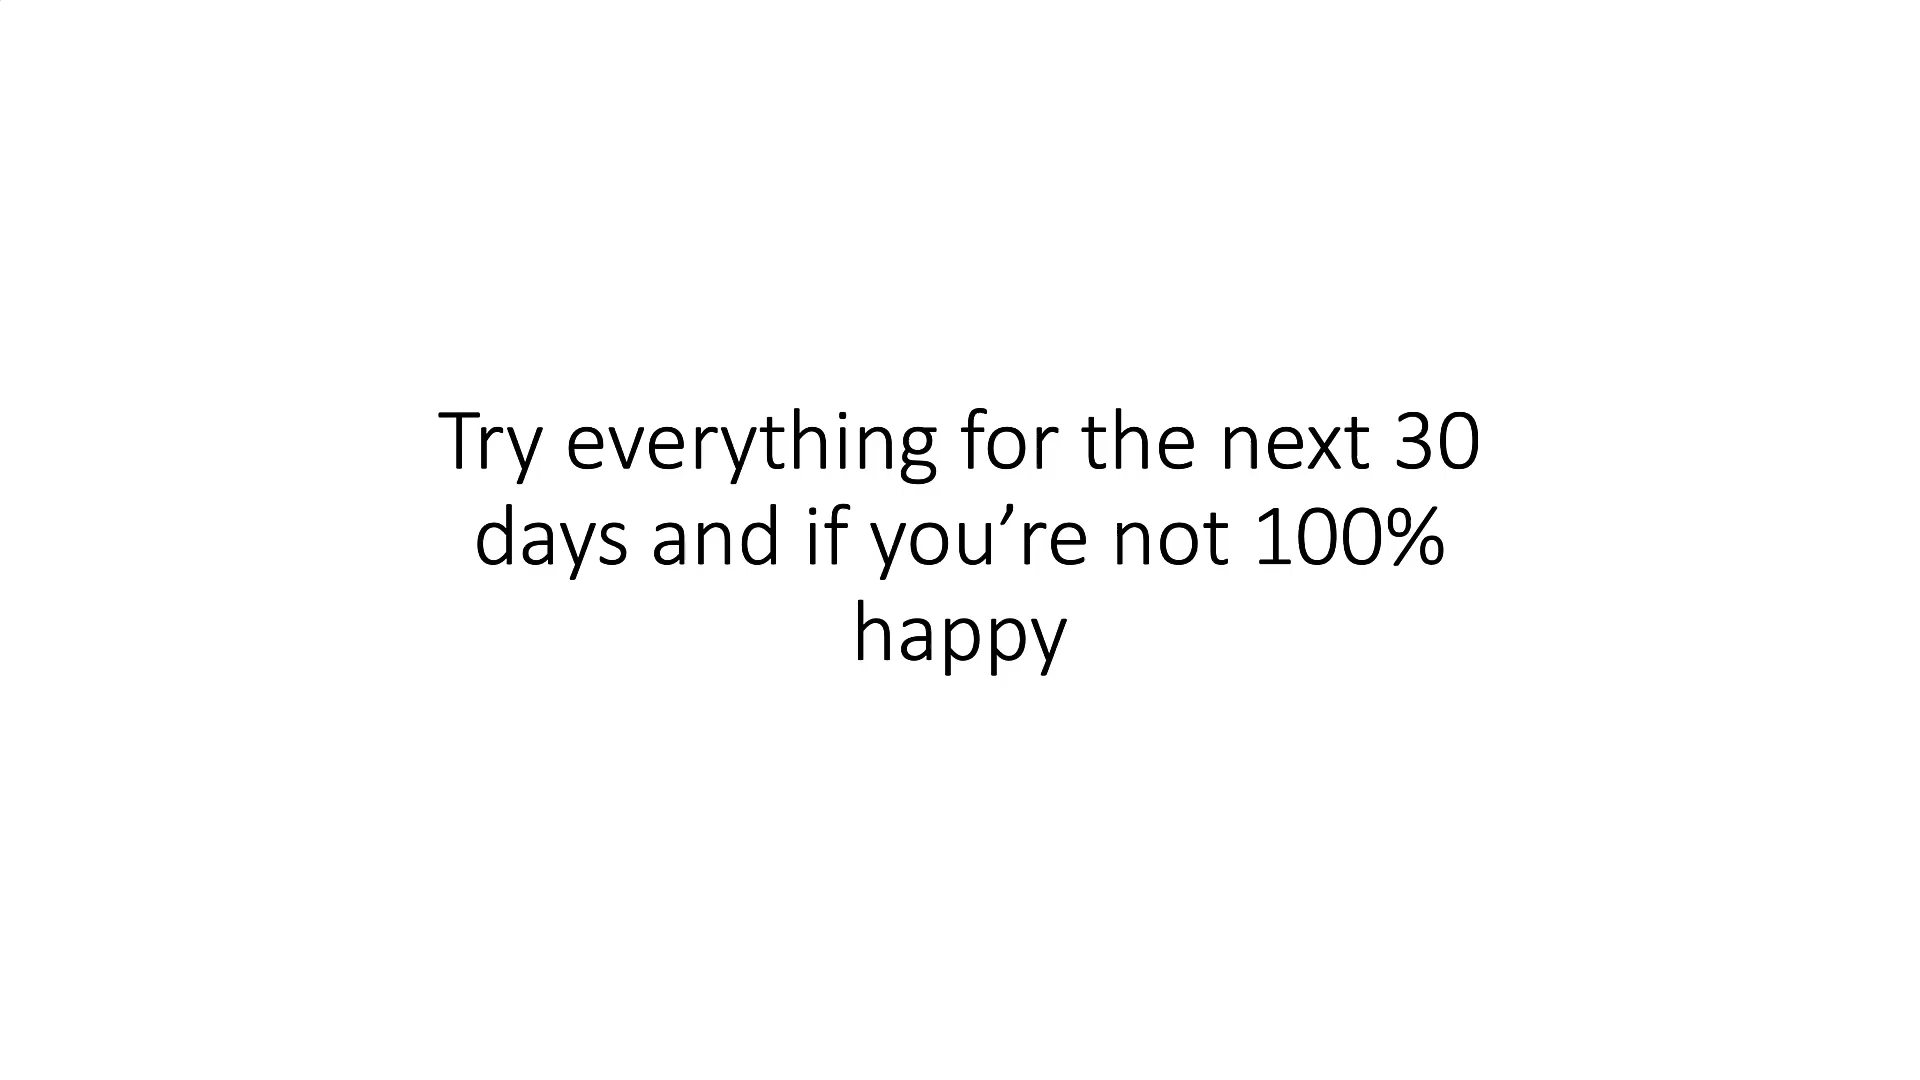 Try everything for the next 30
days and if you’re not 100%
happy